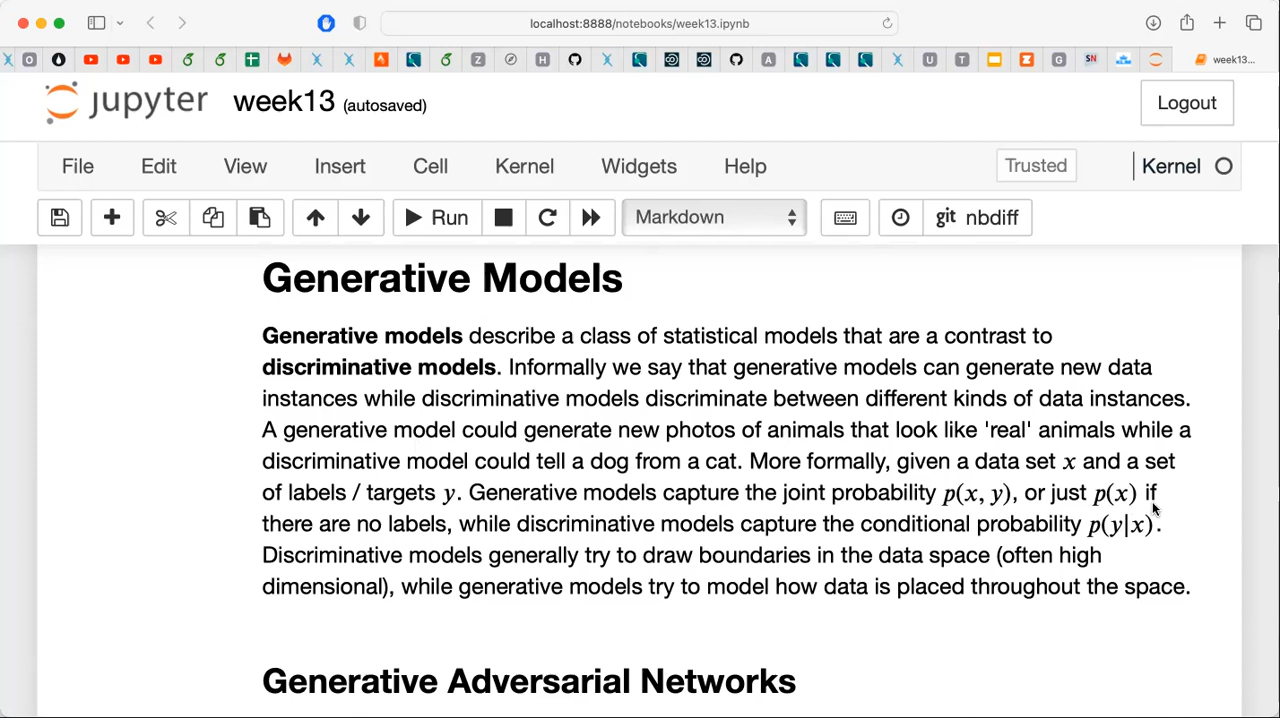 localhost:8888/notebooks/week13.ipynb
O
Z
H
A
U
T
G
SN
week13...
jupyter week13 (autosaved)
Logout
File Edit View Insert Cell Kernel Widgets Help Trusted Kernel
Run Markdown git nbdiff
Generative Models
Generative models describe a class of statistical models that are a contrast to
discriminative models. Informally we say that generative models can generate new data
instances while discriminative models discriminate between different kinds of data instances.
A generative model could generate new photos of animals that look like 'real' animals while a
discriminative model could tell a dog from a cat. More formally, given a data set x and a set
of labels / targets y. Generative models capture the joint probability p(x, y), or just p(x) if
there are no labels, while discriminative models capture the conditional probability p(y|x).
Discriminative models generally try to draw boundaries in the data space (often high
dimensional), while generative models try to model how data is placed throughout the space.
Generative Adversarial Networks